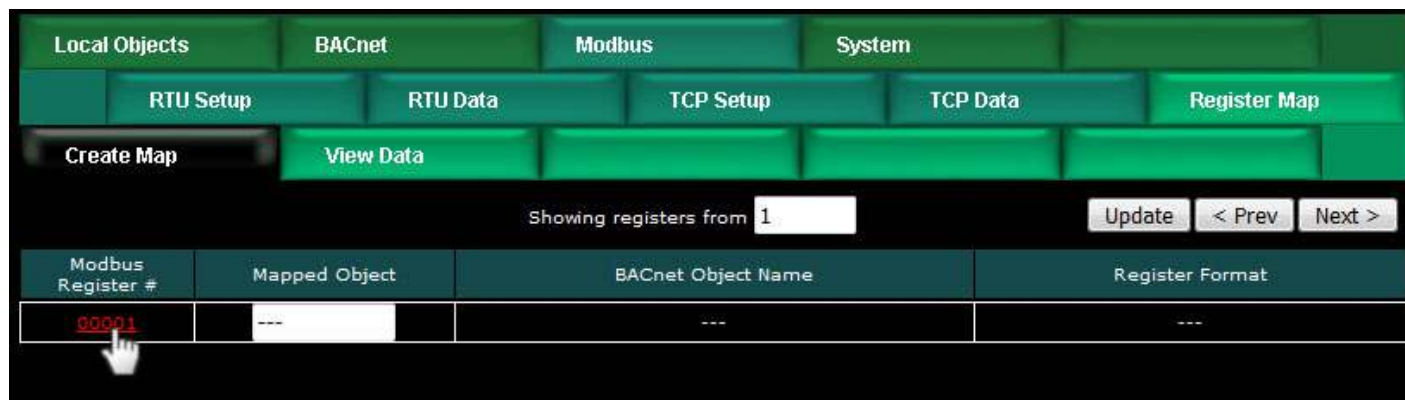 Local Objects BACnet Modbus System
RTU Setup RTU Data TCP Setup TCP Data Register Map
Create Map View Data
Showing registers from 1 Update < Prev Next >
Modbus Register # Mapped Object BACnet Object Name Register Format
00001 --- --- ---